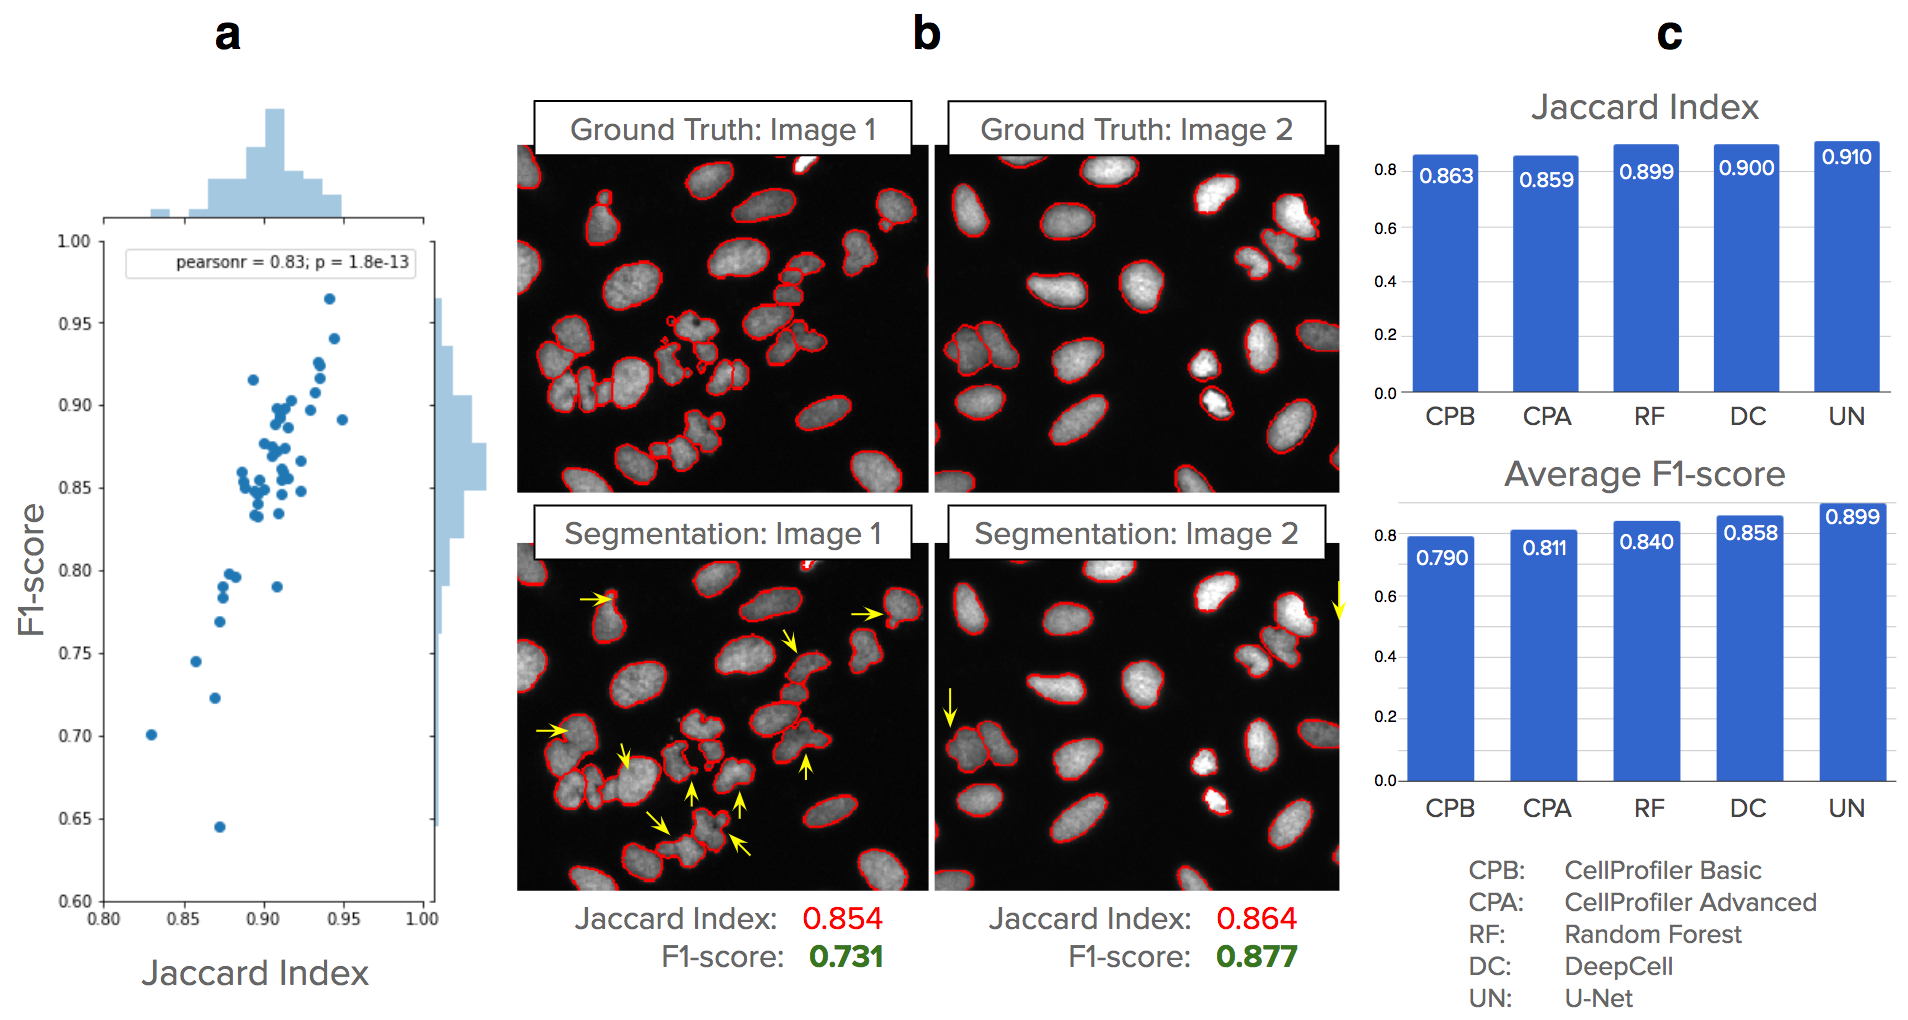 a
b
c
pearsonr = 0.83; p = 1.8e-13
1.00
0.95
0.90
0.85
0.80
0.75
0.70
0.65
0.60
0.80
0.85
0.90
0.95
1.00
F1-score
Jaccard Index
Ground Truth: Image 1
Ground Truth: Image 2
Segmentation: Image 1
Segmentation: Image 2
Jaccard Index: 0.854
F1-score: 0.731
Jaccard Index: 0.864
F1-score: 0.877
Jaccard Index
0.8
0.6
0.4
0.2
0.0
0.863
0.859
0.899
0.900
0.910
CPB
CPA
RF
DC
UN
Average F1-score
0.8
0.6
0.4
0.2
0.0
0.790
0.811
0.840
0.858
0.899
CPB
CPA
RF
DC
UN
CPB: CellProfiler Basic
CPA: CellProfiler Advanced
RF: Random Forest
DC: DeepCell
UN: U-Net